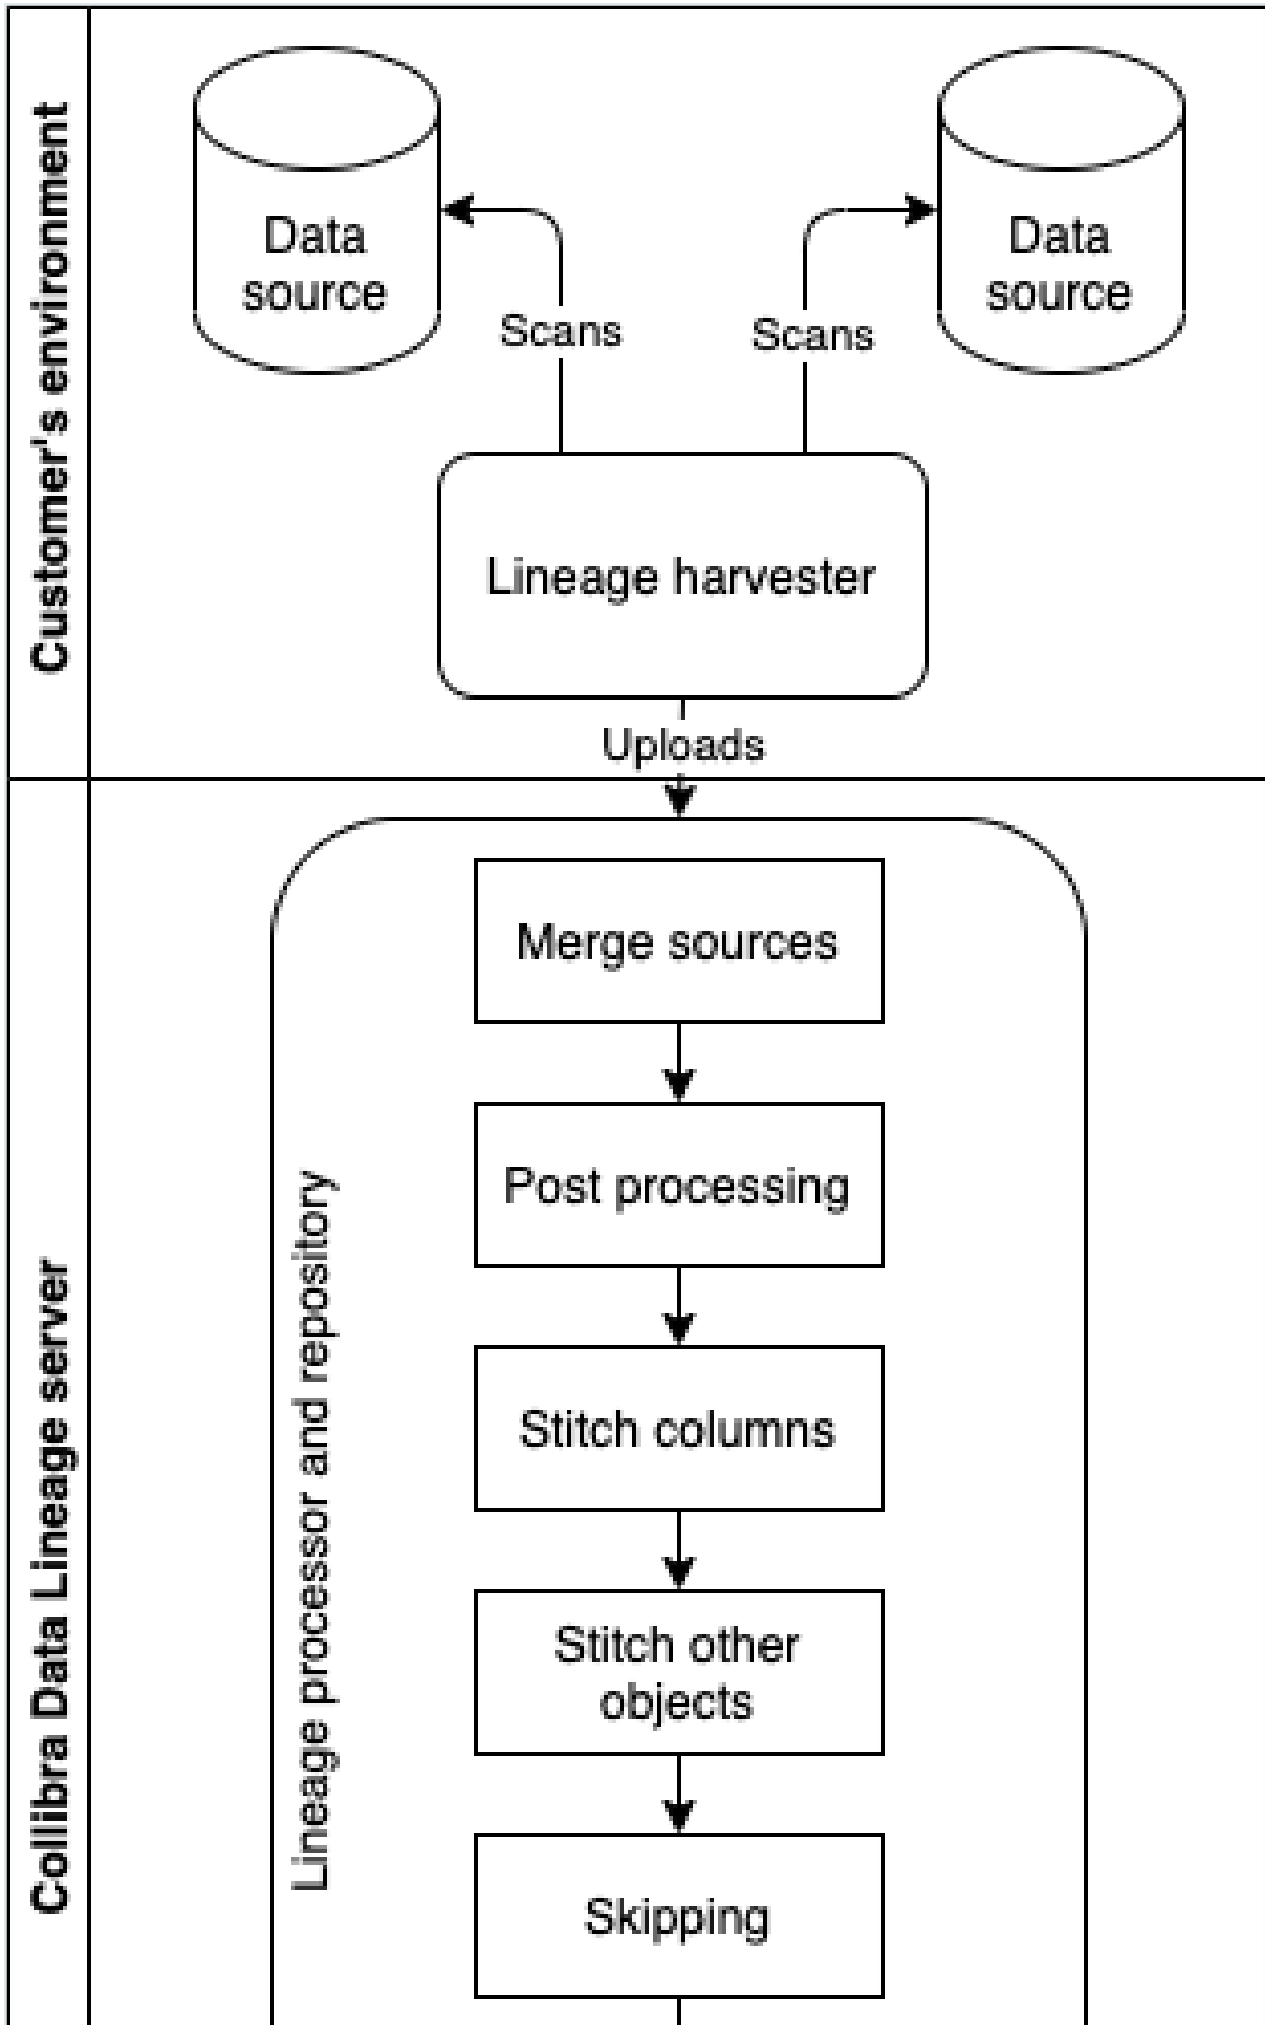 Customer's environment
Data
source
Data
source
Scans
Scans
Lineage harvester
Uploads
Collibra Data Lineage server
Lineage processor and repository
Merge sources
Post processing
Stitch columns
Stitch other
objects
Skipping